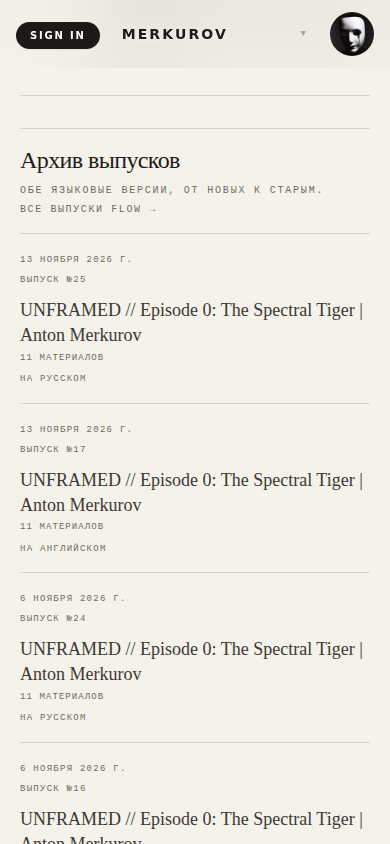 SIGN IN
MERKUROV
▼
Архив выпусков
ОБЕ ЯЗЫКОВЫЕ ВЕРСИИ, ОТ НОВЫХ К СТАРЫМ.
ВСЕ ВЫПУСКИ FLOW →
13 НОЯБРЯ 2026 Г.
ВЫПУСК №25
UNFRAMED // Episode 0: The Spectral Tiger |
Anton Merkurov
11 МАТЕРИАЛОВ
НА РУССКОМ
13 НОЯБРЯ 2026 Г.
ВЫПУСК №17
UNFRAMED // Episode 0: The Spectral Tiger |
Anton Merkurov
11 МАТЕРИАЛОВ
НА АНГЛИЙСКОМ
6 НОЯБРЯ 2026 Г.
ВЫПУСК №24
UNFRAMED // Episode 0: The Spectral Tiger |
Anton Merkurov
11 МАТЕРИАЛОВ
НА РУССКОМ
6 НОЯБРЯ 2026 Г.
ВЫПУСК №16
UNFRAMED // Episode 0: The Spectral Tiger |
Anton Merkurov